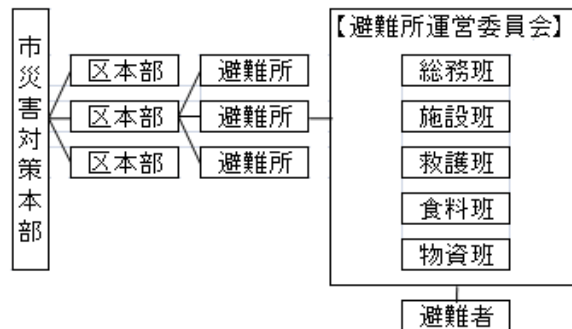 市災害対策本部
区本部
区本部
区本部
避難所
避難所
避難所
【避難所運営委員会】
総務班
施設班
救護班
食料班
物資班
避難者